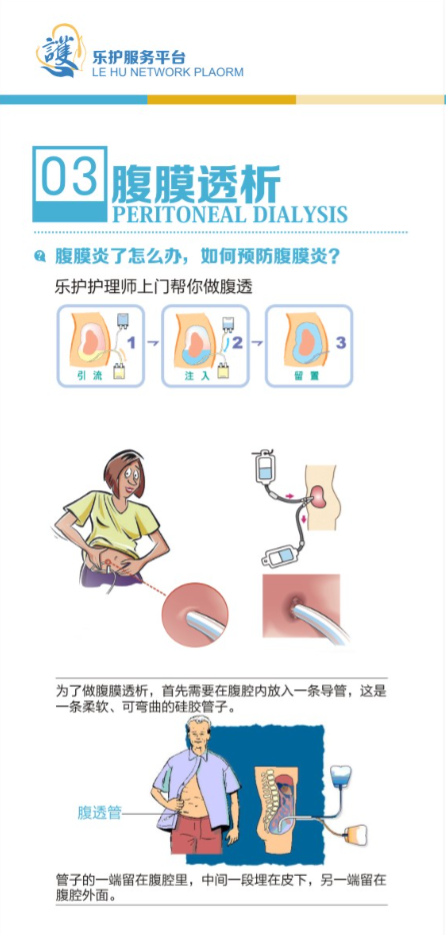 護
乐护服务平台
LE HU NETWORK PLAORM
03
腹膜透析
PERITONEAL DIALYSIS
腹膜炎了怎么办，如何预防腹膜炎？
乐护护理师上门帮你做腹透
1
2
3
引流
注入
留置
为了做腹膜透析，首先需要在腹腔内放入一条导管，这是
一条柔软、可弯曲的硅胶管子。
腹透管
管子的一端留在腹腔里，中间一段埋在皮下，另一端留在
腹腔外面。